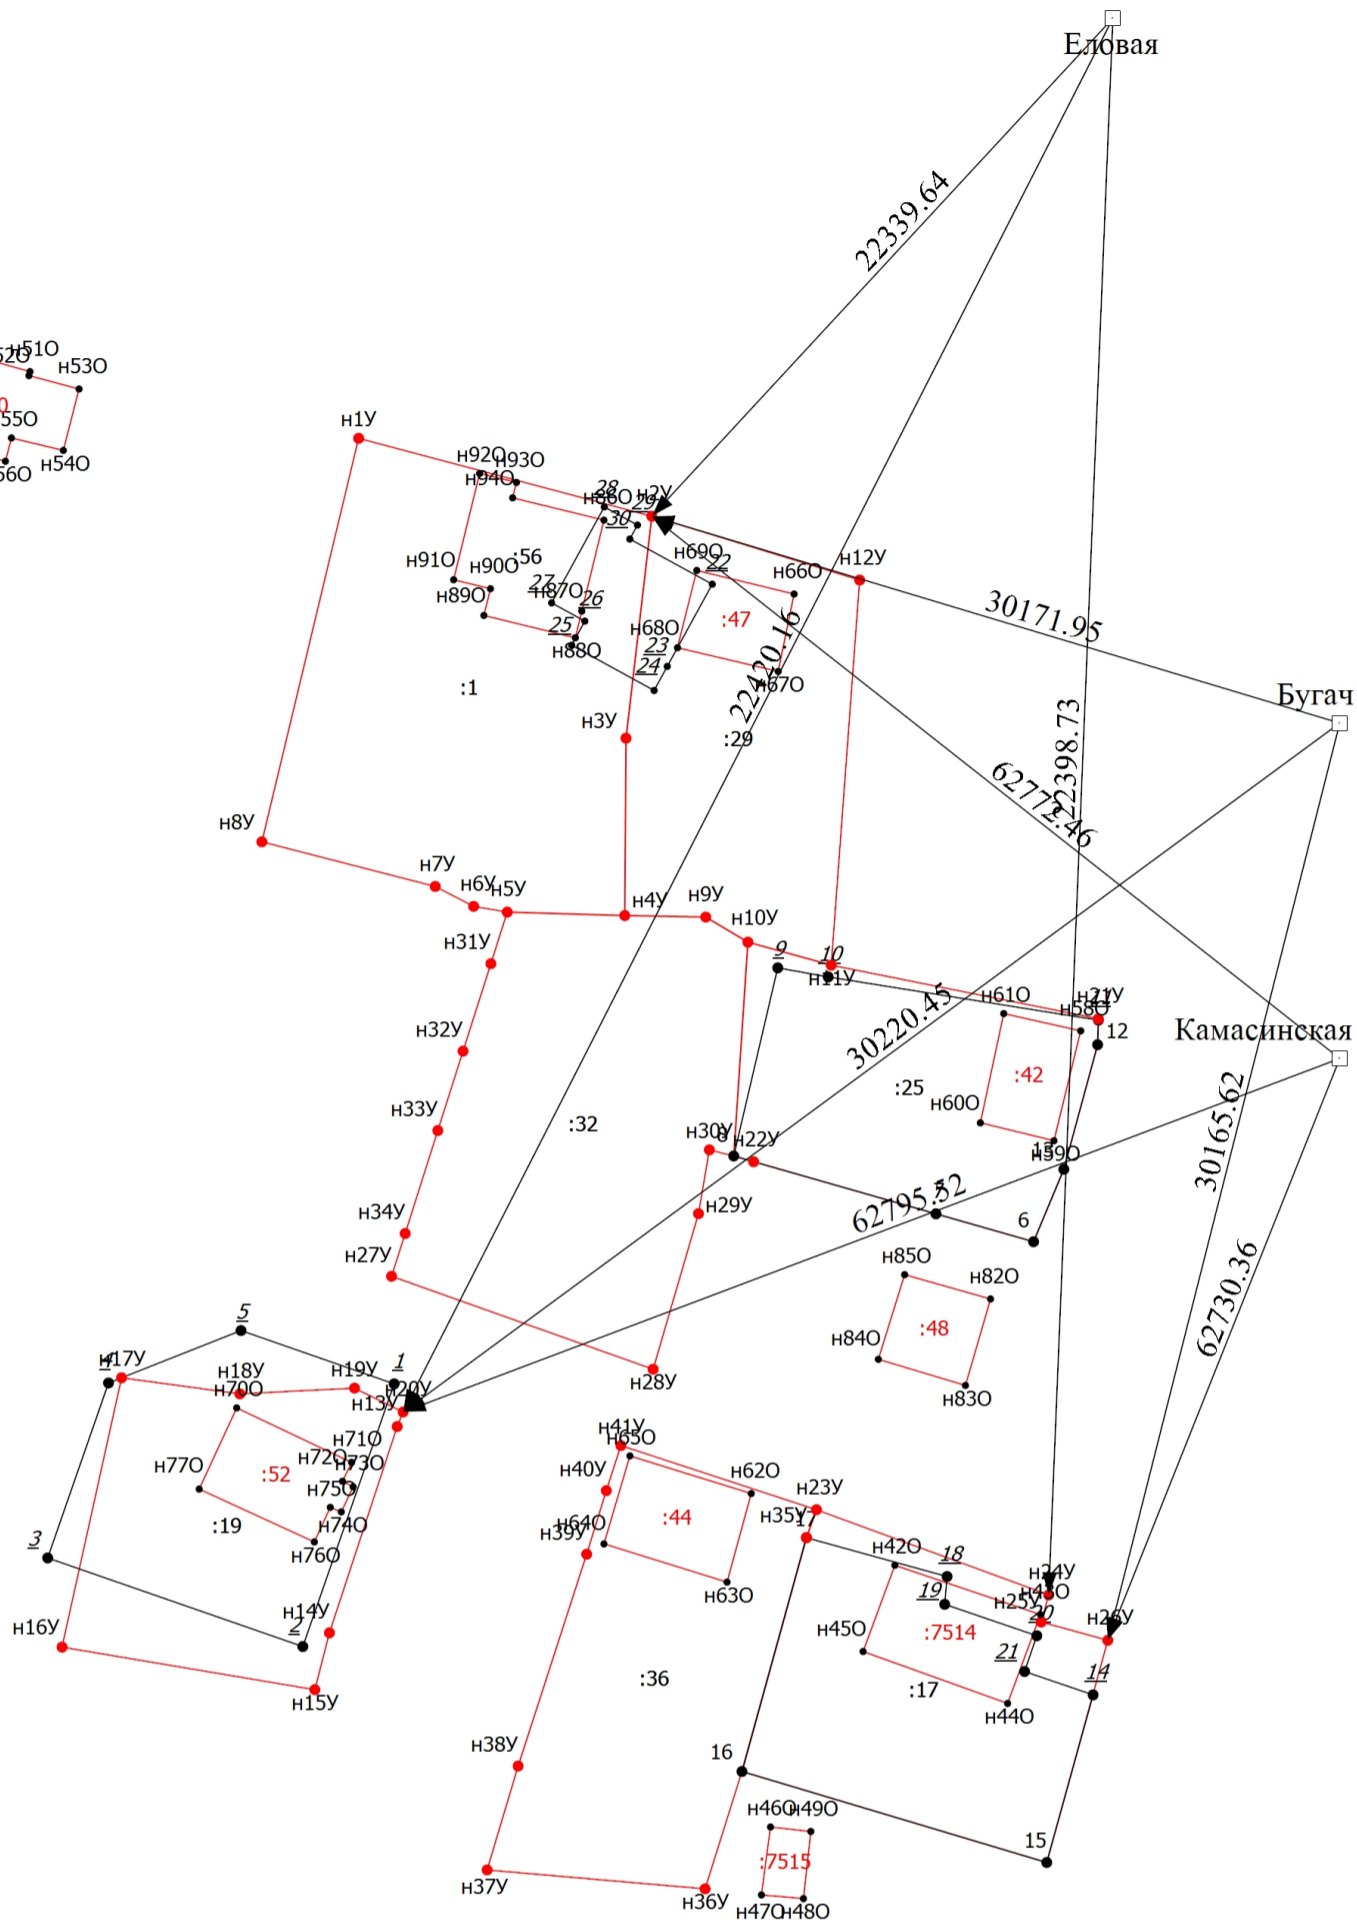 Еловая
22339.64
н51О
н53О
55О
н54О
56О
н1У
н92О
н93О
н94О
28
н86О
н2У
29
30
н91О
н90О
:56
н89О
27
н87О
26
25
н88О
н69О
22
н66О
н12У
:47
н68О
23
24
н67О
30171.95
Бугач
22420.16
:1
н3У
:29
22398.73
62772.46
н8У
н7У
н6У
н5У
н4У
н9У
н10У
н31У
9
10
н11У
н61О
н21У
н58О
12
Камасинская
30220.45
н32У
:42
:25
н60О
н33У
:32
н30У
8
н22У
13
н59О
30165.62
62795.52
7
н29У
6
н34У
н27У
н85О
н82О
:48
н84О
н83О
62730.36
5
4
н17У
н18У
н70О
н19У
1
н20У
н13У
н28У
н71О
н72О
н73О
н77О
:52
н75О
н74О
:19
н76О
3
н41У
н65О
н40У
н62О
н23У
н35У
17
:44
н64О
н39У
н63О
н42О
18
н24У
19
н25У
20
н26У
н45О
:7514
21
14
н14У
2
н16У
н15У
:36
:17
н44О
н38У
16
н46О
н49О
15
:7515
н37У
н36У
н47О
н48О